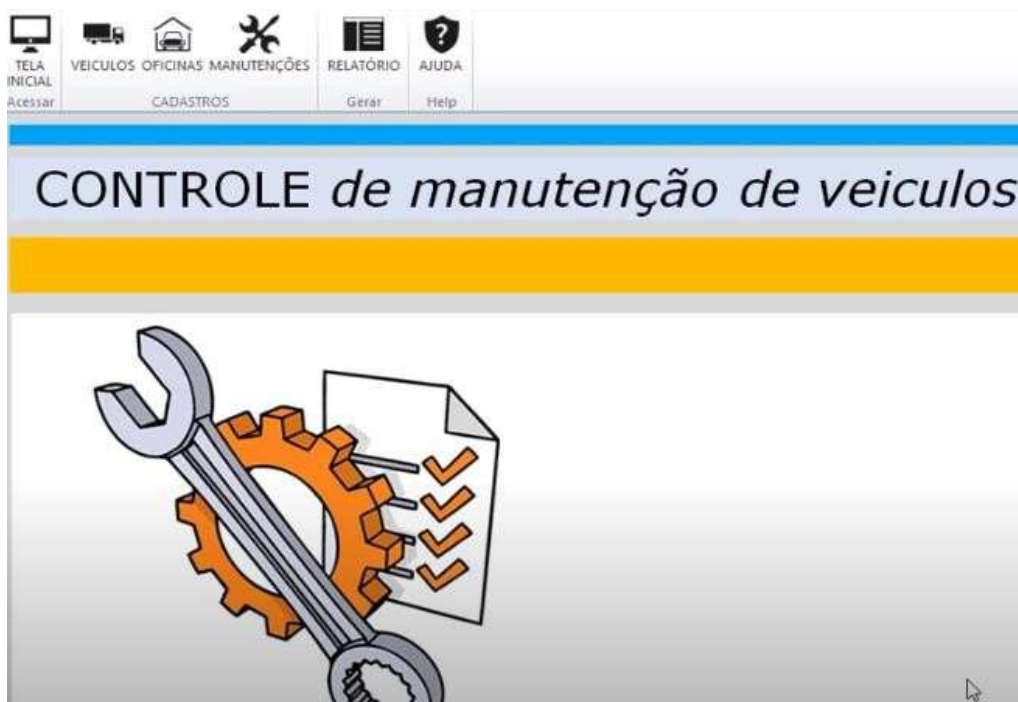 TELA
INICIAL
VEICULOS OFICINAS MANUTENÇÕES RELATÓRIO AJUDA
Acessar CADASTROS Gerar Help
CONTROLE de manutenção de veiculos